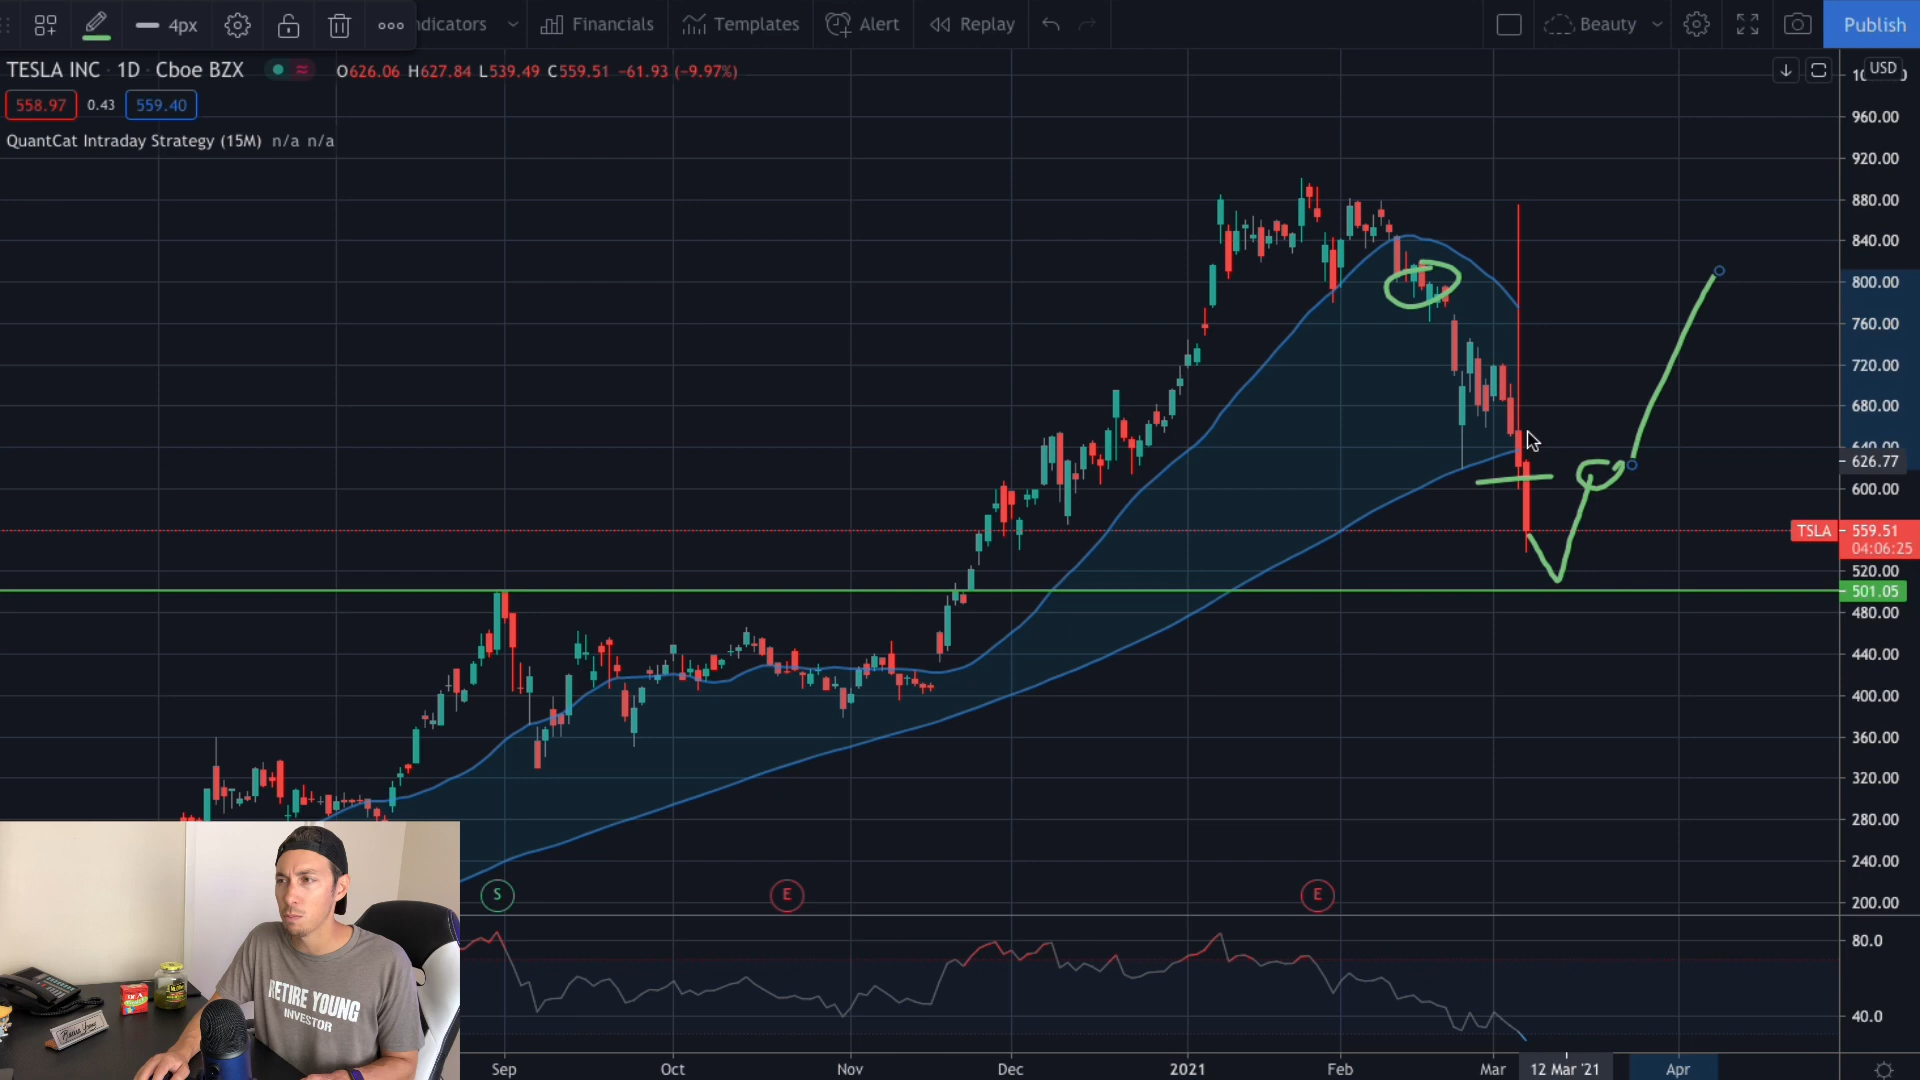 4px
ndicators
Financials
Templates
Alert
Replay
Beauty
Publish
TESLA INC · 1D · Cboe BZX
O626.06 H627.84 L539.49 C559.51 −61.93 (−9.97%)
USD
558.97 0.43 559.40
QuantCat Intraday Strategy (15M) n/a n/a
960.00
920.00
880.00
840.00
800.00
760.00
720.00
680.00
640.00
626.77
600.00
TSLA 559.51
04:06:25
520.00
501.05
480.00
440.00
400.00
360.00
320.00
280.00
240.00
200.00
S
E
E
80.0
40.0
RETIRE YOUNG
INVESTOR
Sep
Oct
Nov
Dec
2021
Feb
Mar
12 Mar '21
Apr